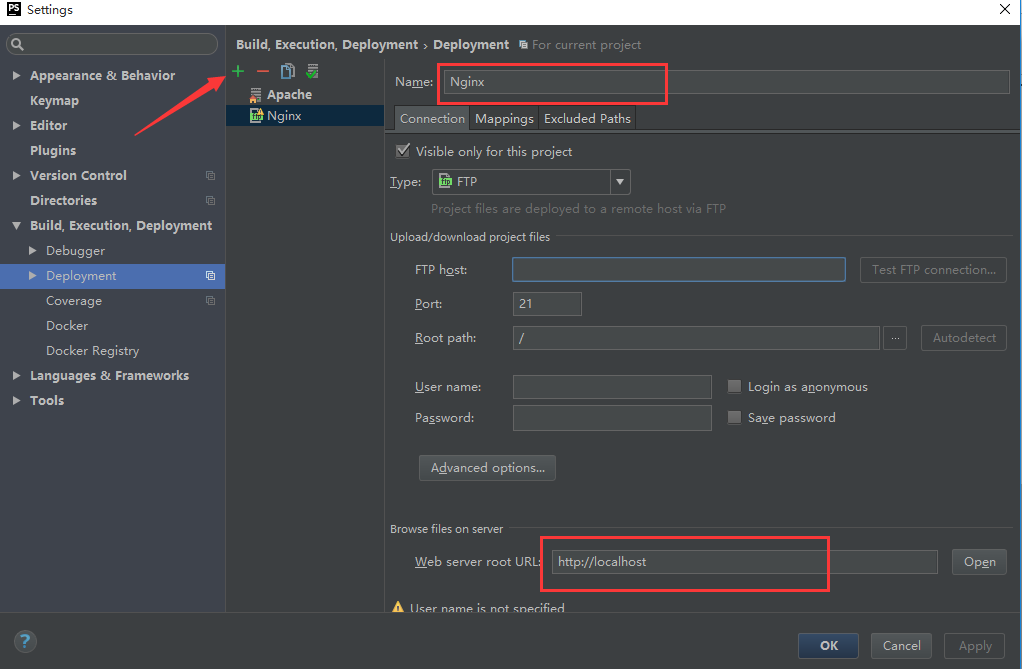 PS Settings
Build, Execution, Deployment › Deployment For current project
Appearance & Behavior
Keymap
Editor
Plugins
Version Control
Directories
Build, Execution, Deployment
Debugger
Deployment
Coverage
Docker
Docker Registry
Languages & Frameworks
Tools
Apache
Nginx
Name: Nginx
Connection Mappings Excluded Paths
Visible only for this project
Type: FTP
Project files are deployed to a remote host via FTP
Upload/download project files
FTP host: Test FTP connection...
Port: 21
Root path: / ... Autodetect
User name: Login as anonymous
Password: Save password
Advanced options...
Browse files on server
Web server root URL: http://localhost Open
User name is not specified
? OK Cancel Apply